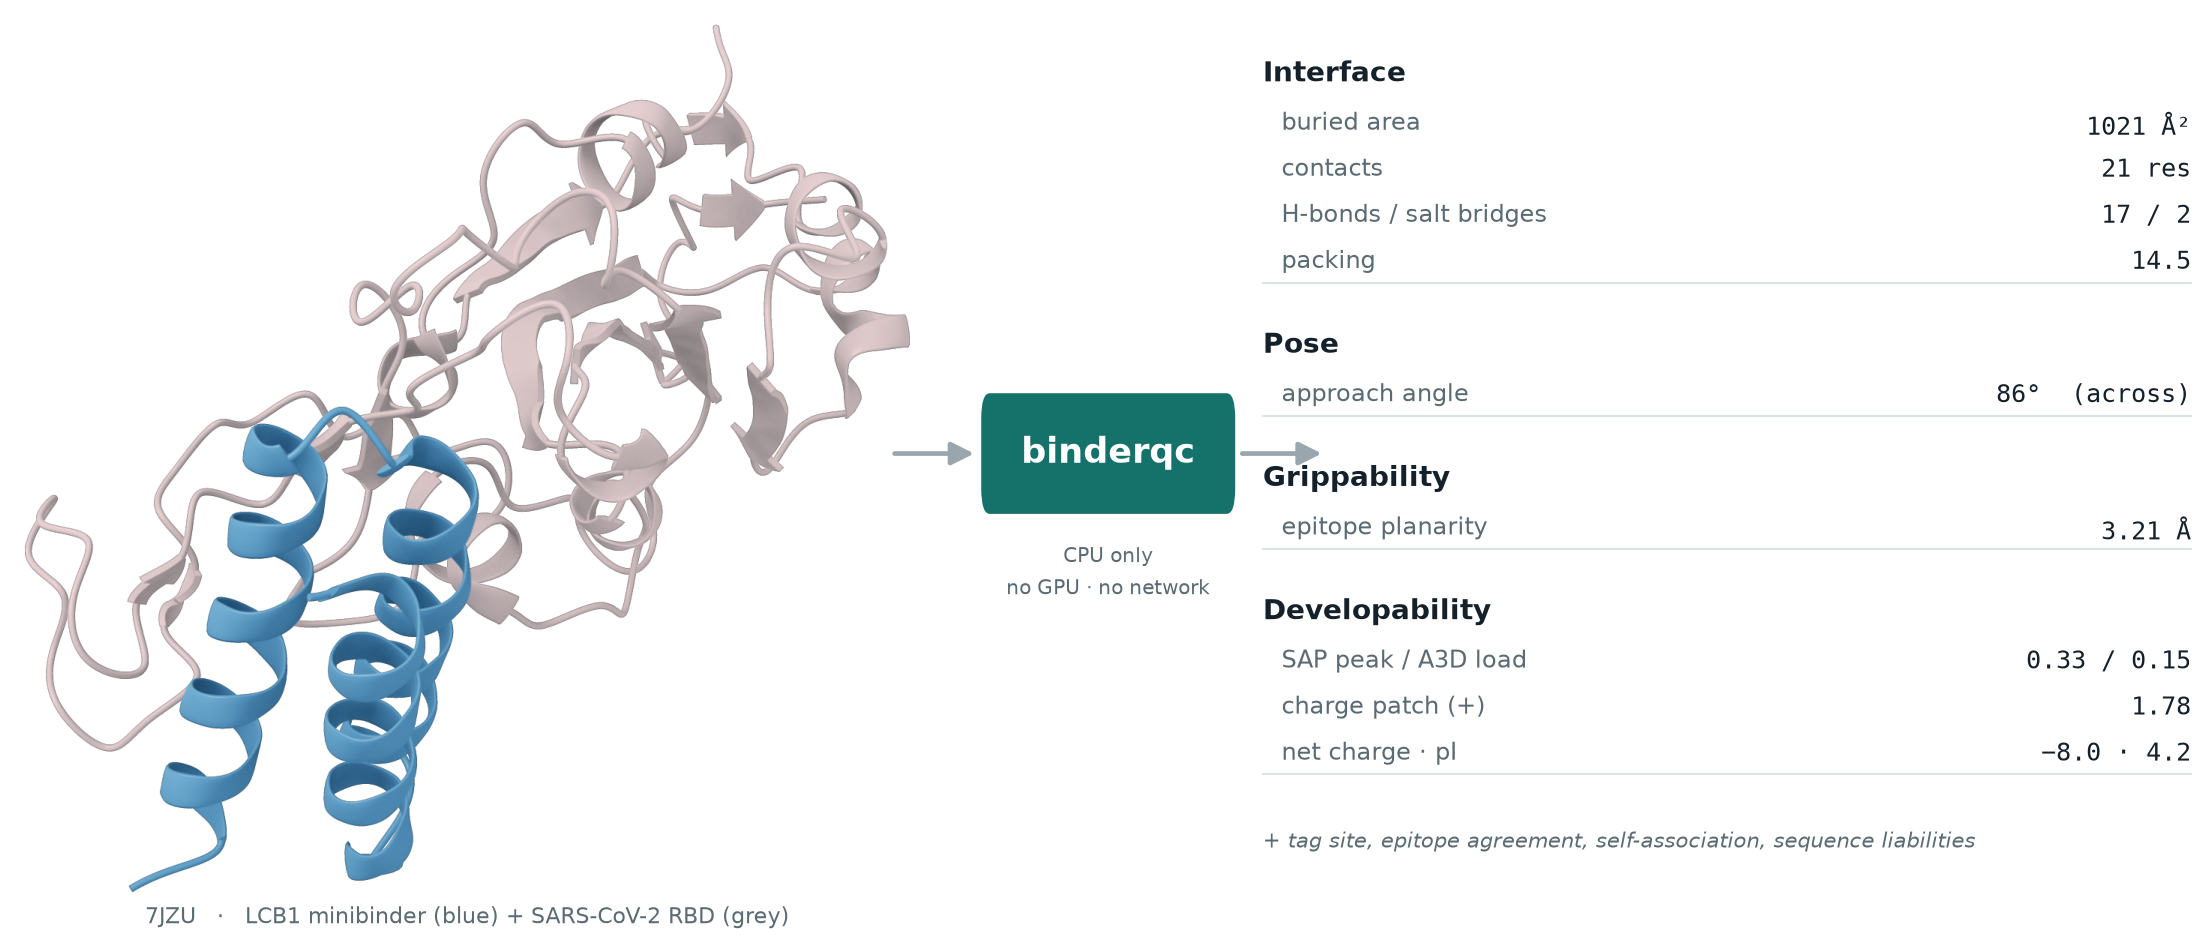 Interface
buried area 1021 Å²
contacts 21 res
H-bonds / salt bridges 17 / 2
packing 14.5
Pose
approach angle 86° (across)
binderqc
CPU only
no GPU · no network
Grippability
epitope planarity 3.21 Å
Developability
SAP peak / A3D load 0.33 / 0.15
charge patch (+) 1.78
net charge · pI −8.0 · 4.2
+ tag site, epitope agreement, self-association, sequence liabilities
7JZU · LCB1 minibinder (blue) + SARS-CoV-2 RBD (grey)